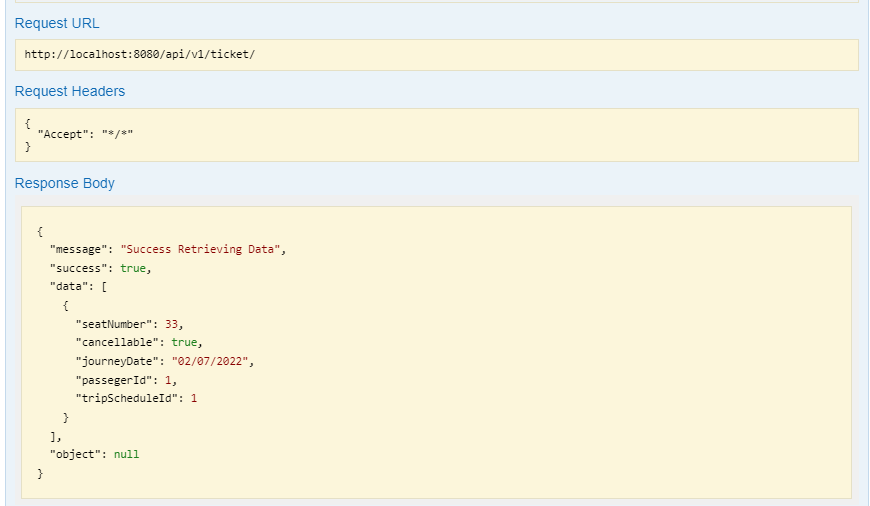 Request URL
http://localhost:8080/api/v1/ticket/
Request Headers
{
  "Accept": "*/*"
}
Response Body
{
  "message": "Success Retrieving Data",
  "success": true,
  "data": [
    {
      "seatNumber": 33,
      "cancellable": true,
      "journeyDate": "02/07/2022",
      "passegerId": 1,
      "tripScheduleId": 1
    }
  ],
  "object": null
}